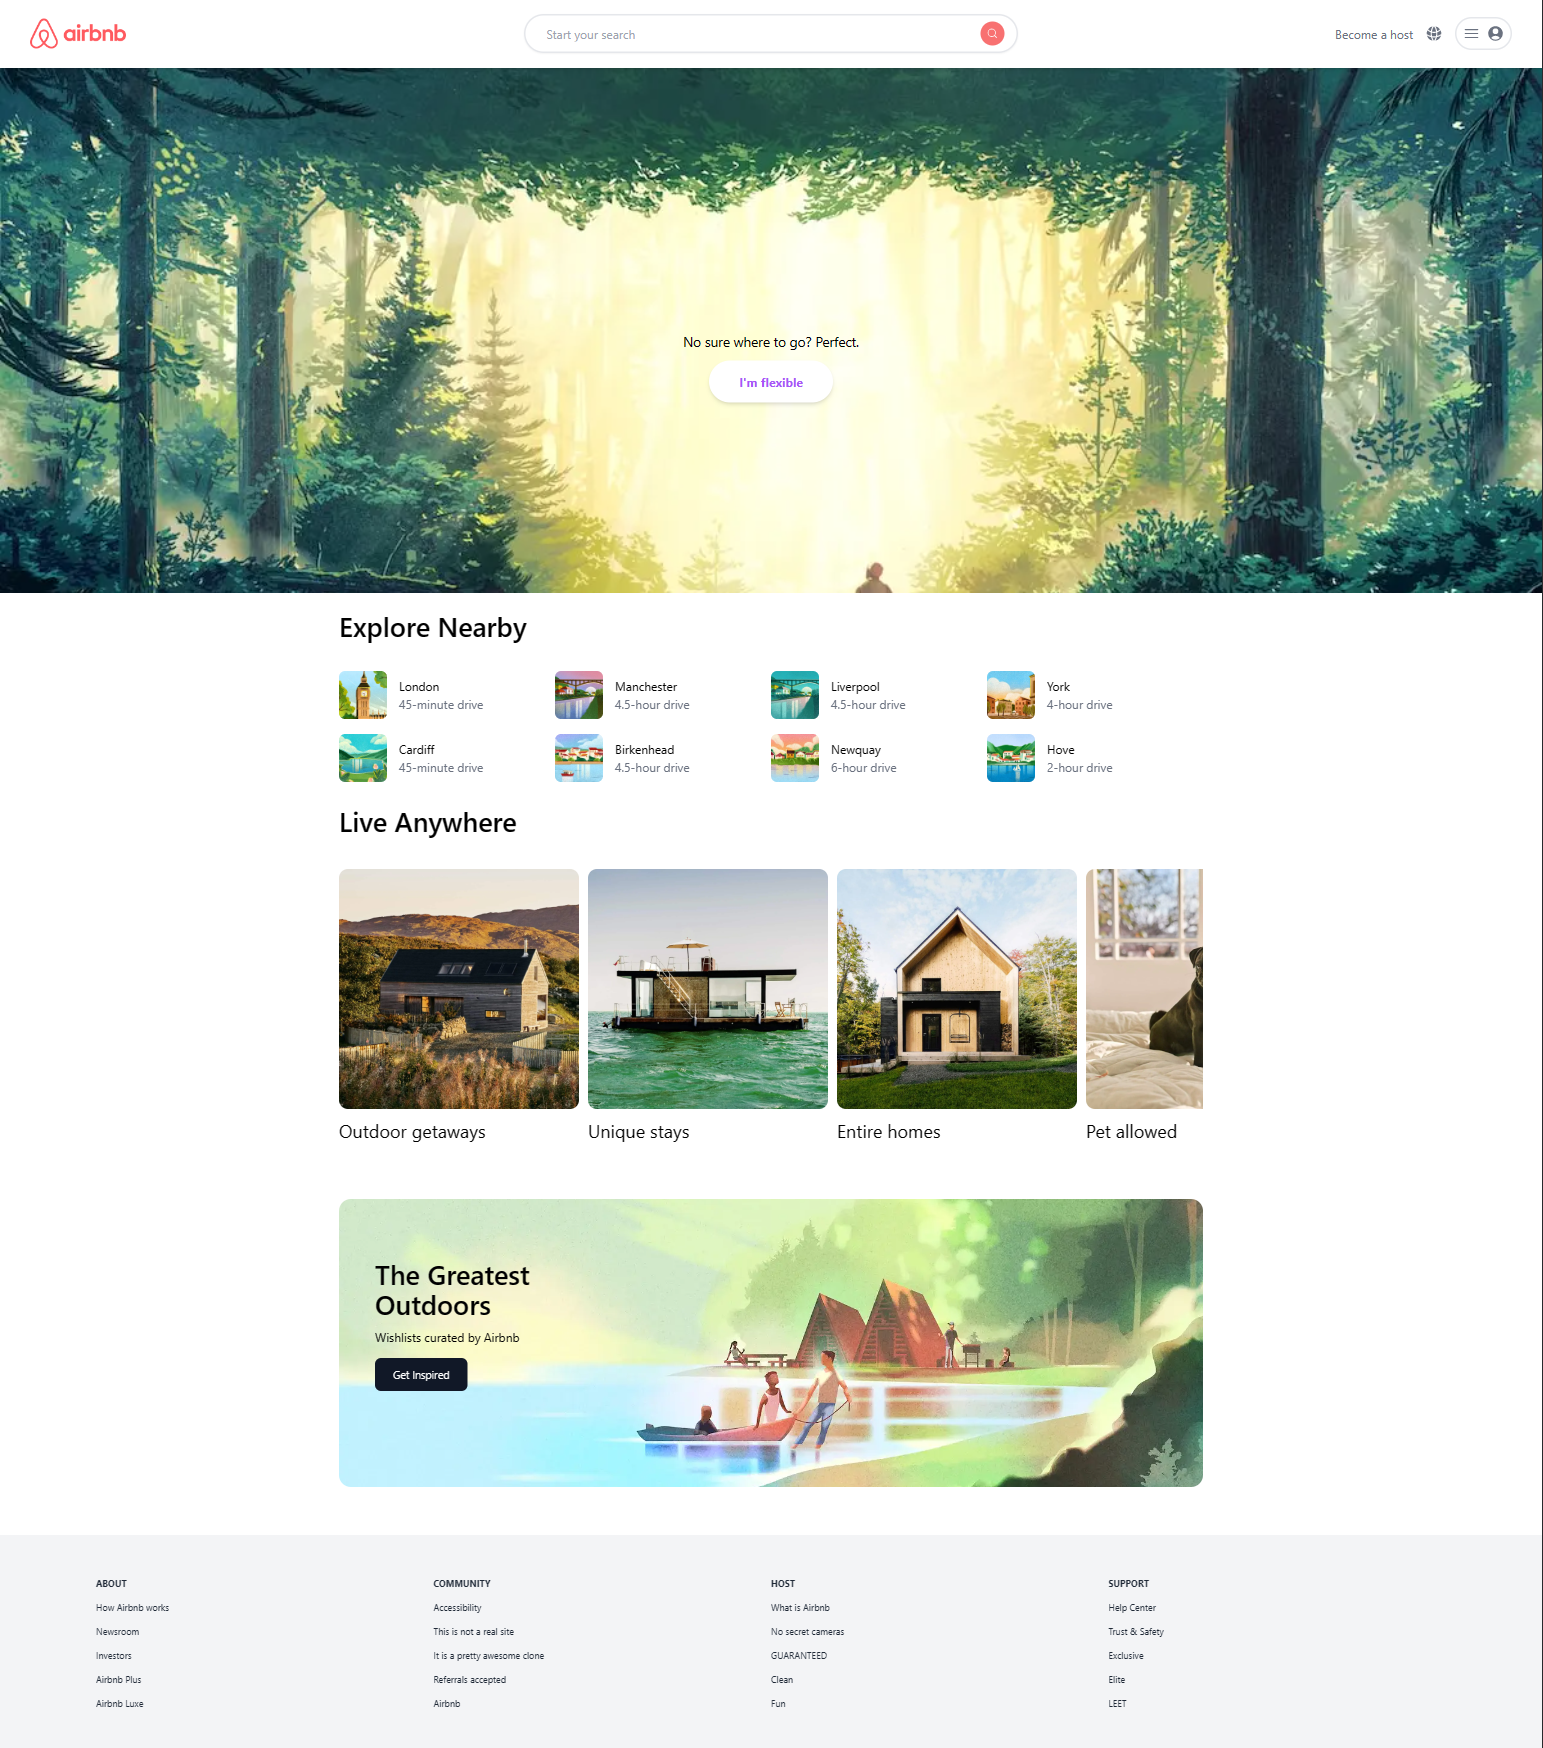 airbnb
Start your search
Become a host
No sure where to go? Perfect.
I'm flexible
Explore Nearby
London
45-minute drive
Manchester
4.5-hour drive
Liverpool
4.5-hour drive
York
4-hour drive
Cardiff
45-minute drive
Birkenhead
4.5-hour drive
Newquay
6-hour drive
Hove
2-hour drive
Live Anywhere
Outdoor getaways
Unique stays
Entire homes
Pet allowed
The Greatest
Outdoors
Wishlists curated by Airbnb
Get Inspired
ABOUT
How Airbnb works
Newsroom
Investors
Airbnb Plus
Airbnb Luxe
COMMUNITY
Accessibility
This is not a real site
It is a pretty awesome clone
Referrals accepted
Airbnb
HOST
What is Airbnb
No secret cameras
GUARANTEED
Clean
Fun
SUPPORT
Help Center
Trust & Safety
Exclusive
Elite
LEET